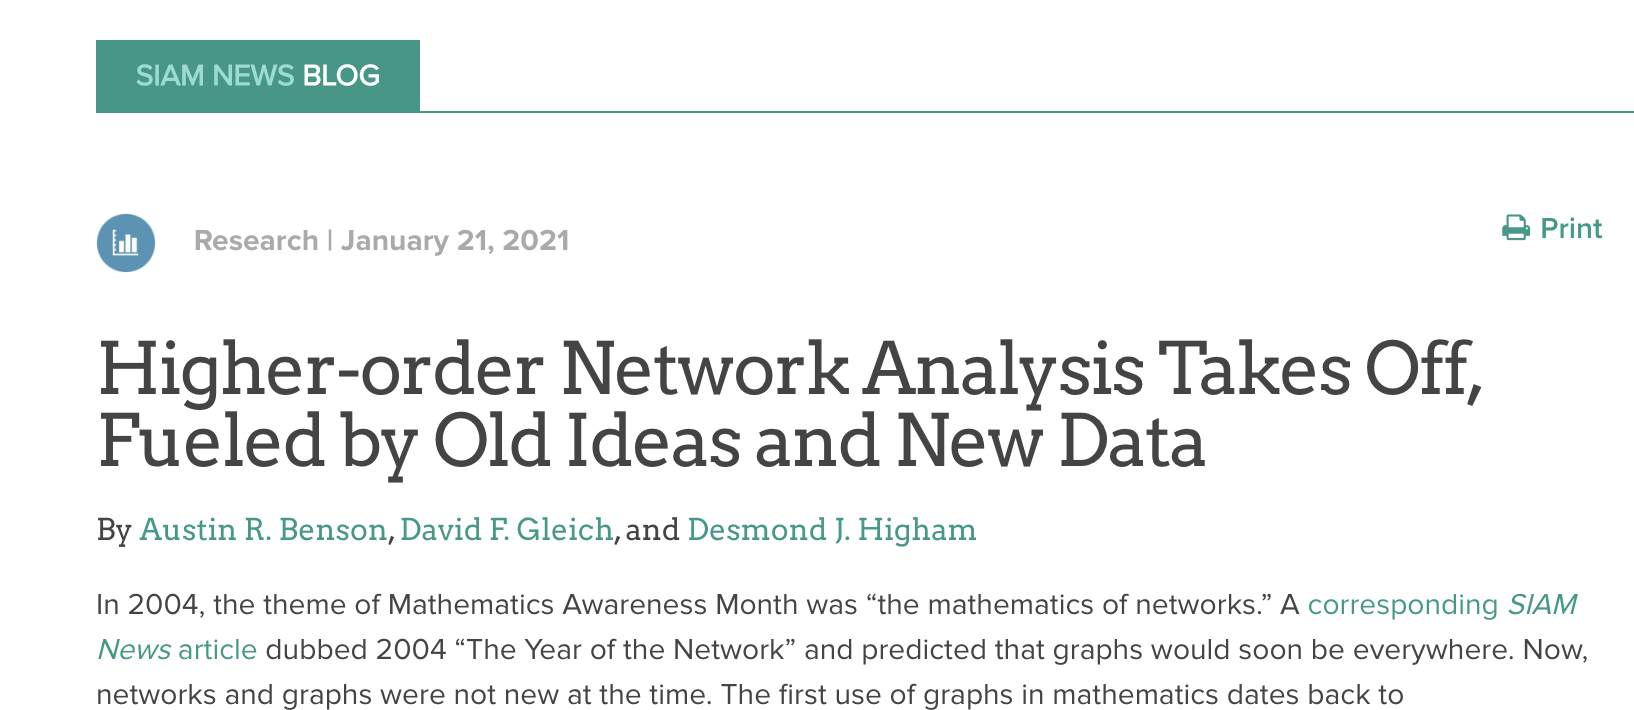 SIAM NEWS BLOG
Research | January 21, 2021
Print
Higher-order Network Analysis Takes Off,
Fueled by Old Ideas and New Data
By Austin R. Benson, David F. Gleich, and Desmond J. Higham
In 2004, the theme of Mathematics Awareness Month was “the mathematics of networks.” A corresponding SIAM
News article dubbed 2004 “The Year of the Network” and predicted that graphs would soon be everywhere. Now,
networks and graphs were not new at the time. The first use of graphs in mathematics dates back to